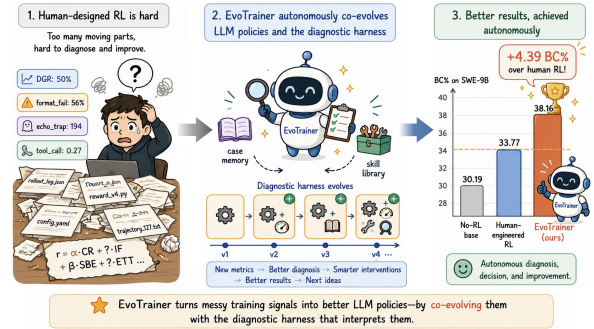 1. Human-designed RL is hard
Too many moving parts,
hard to diagnose and improve.
DGR: 50%
format_fail: 56%
echo_trap: 194
tool_call: 0.27
?
rollout_log.json
reward_v4.py
config.yaml
trajectory_127.txt
r = α·CR + ?·IF
+ β·SBE + ?·ETT ...
2. EvoTrainer autonomously co-evolves
LLM policies and the diagnostic harness
EvoTrainer
case
memory
skill
library
Diagnostic harness evolves
v1
v2
v3
v4 ...
New metrics → Better diagnosis → Smarter interventions
→ Better results → Next ideas
3. Better results, achieved
autonomously
+4.39 BC%
over human RL!
BC% on SWE-9B
40
38
36
34
32
30
28
30.19
33.77
38.16
No-RL
base
Human-
engineered
RL
EvoTrainer
(ours)
EvoTrainer
Autonomous diagnosis,
decision, and improvement.
EvoTrainer turns messy training signals into better LLM policies—by co-evolving them
with the diagnostic harness that interprets them.